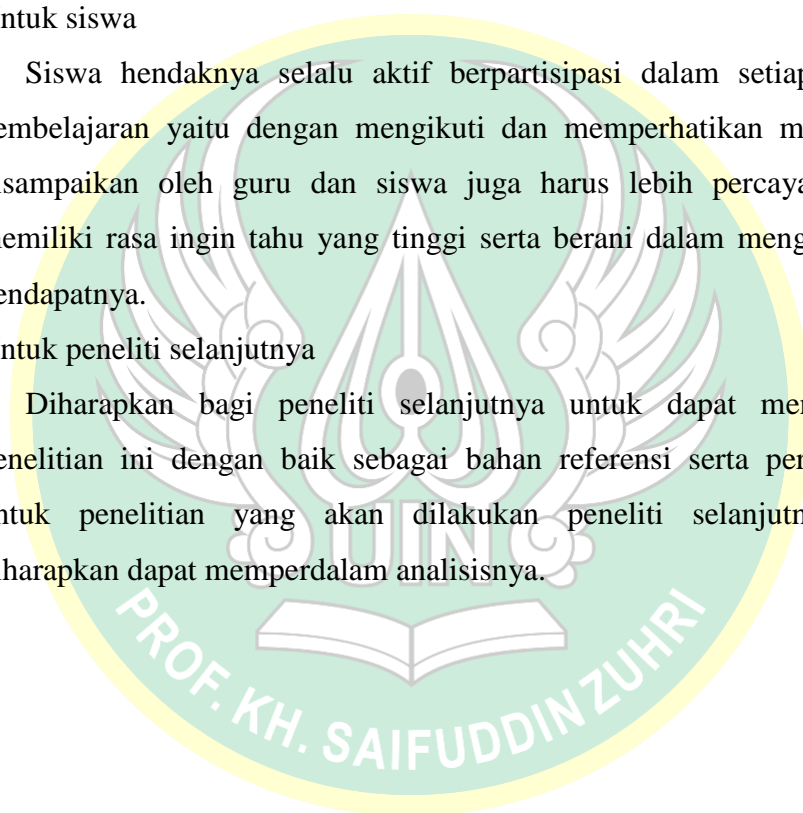 ntuk siswa
Siswa hendaknya selalu aktif berpartisipasi dalam setiap
embelajaran yaitu dengan mengikuti dan memperhatikan m
isampaikan oleh guru dan siswa juga harus lebih percaya
emiliki rasa ingin tahu yang tinggi serta berani dalam meng
endapatnya.
ntuk peneliti selanjutnya
Diharapkan bagi peneliti selanjutnya untuk dapat mer
enelitian ini dengan baik sebagai bahan referensi serta per
ntuk penelitian yang akan dilakukan peneliti selanjutn
iharapkan dapat memperdalam analisisnya.
UIN
PROF. KH. SAIFUDDIN ZUHRI